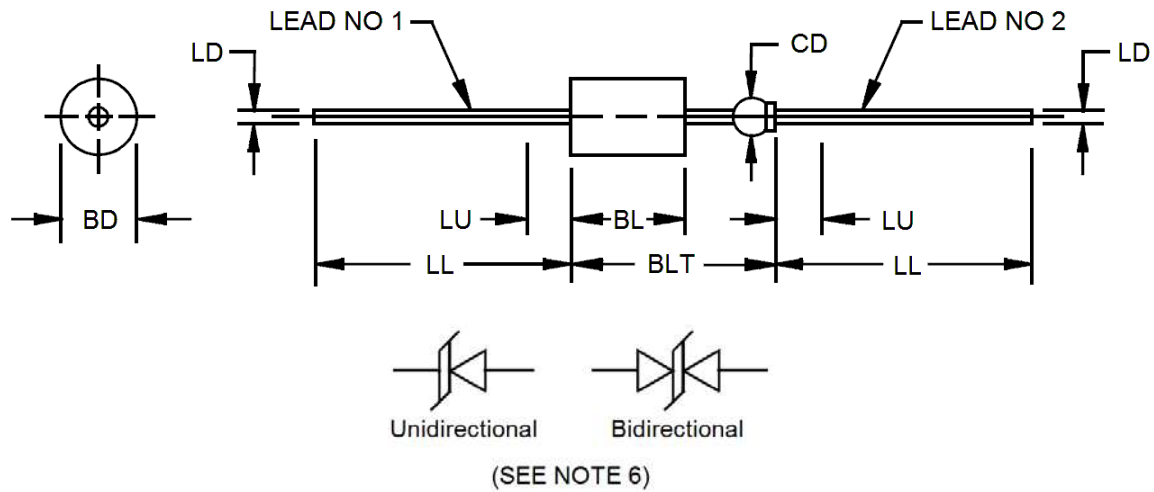 LEAD NO 1
CD
LEAD NO 2
LD
LD
BD
LU
BL
LU
LL
BLT
LL
Unidirectional
Bidirectional
(SEE NOTE 6)